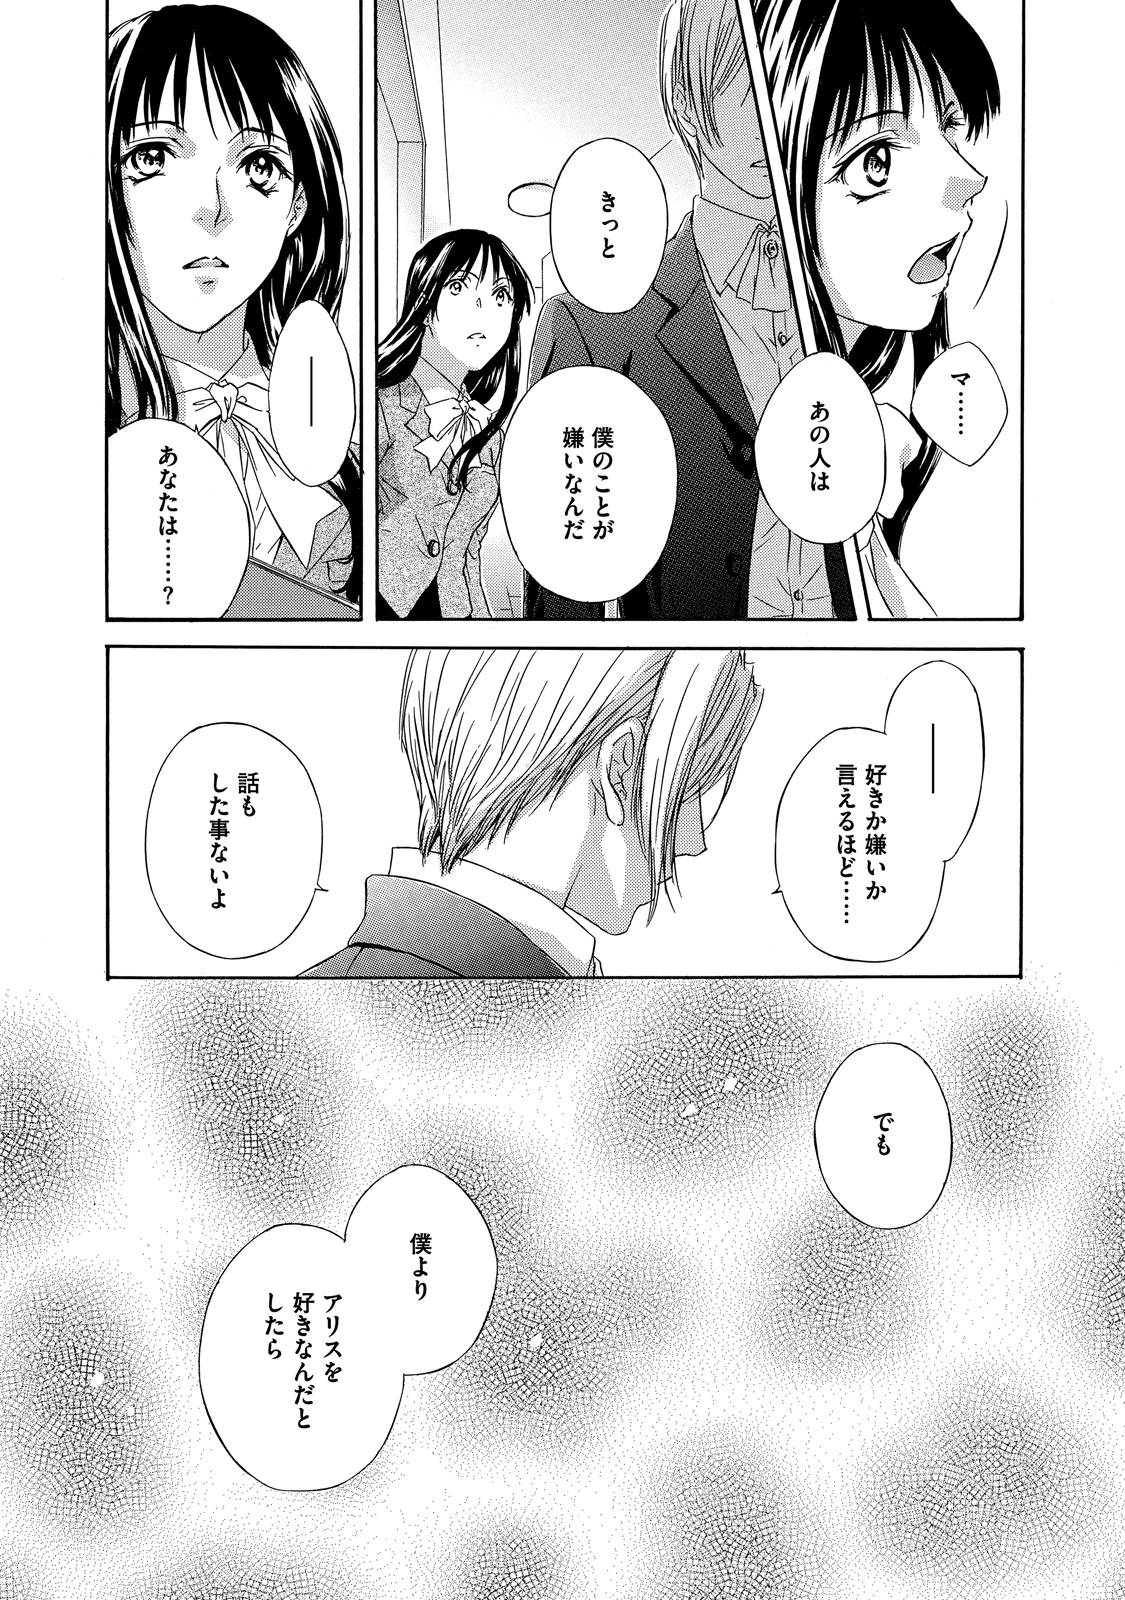 マ……
あの人は
きっと
僕のことが
嫌いなんだ
―
あなたは……?
―
好きか嫌いか
言えるほど……
話も
した事ないよ
でも
僕より
アリスを
好きなんだと
したら